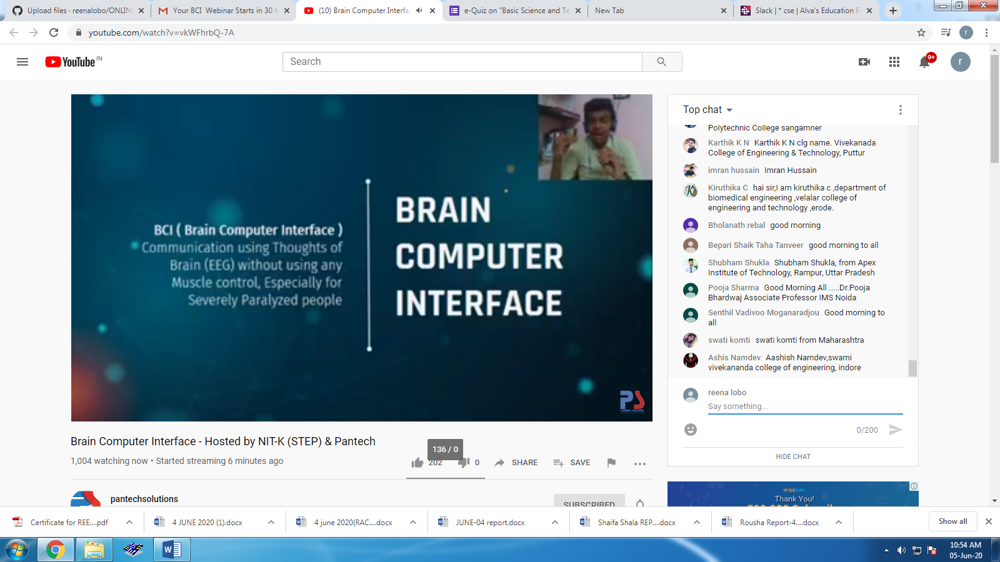 Upload files · reenalobo/ONLIN
Your BCI Webinar Starts in 30 M
(10) Brain Computer Interfa
e-Quiz on "Basic Science and Te
New Tab
Slack | * cse | Alva's Education F
youtube.com/watch?v=vkWFhrbQ-7A
r
YouTube IN
Search
9+
r
BRAIN
COMPUTER
INTERFACE
BCI ( Brain Computer Interface )
Communication using Thoughts of
Brain (EEG) without using any
Muscle control, Especially for
Severely Paralyzed people
PS
Brain Computer Interface - Hosted by NIT-K (STEP) & Pantech
1,004 watching now • Started streaming 6 minutes ago
136 / 0
202
0
SHARE
SAVE
pantechsolutions
SUBSCRIBED
Top chat
Polytechnic College sangamner
Karthik K N Karthik K N clg name. Vivekanada
College of Engineering & Technology, Puttur
imran hussain Imran Hussain
Kiruthika C hai sir,I am kiruthika c ,department of
biomedical engineering ,velalar college of
engineering and technology ,erode.
Bholanath rebal good morning
Bepari Shaik Taha Tanveer good morning to all
Shubham Shukla Shubham Shukla, from Apex
Institute of Technology, Rampur, Uttar Pradesh
Pooja Sharma Good Morning All .....Dr.Pooja
Bhardwaj Associate Professor IMS Noida
Senthil Vadivoo Moganaradjou Good morning to
all
swati komti swati komti from Maharashtra
Ashis Namdev Aashish Namdev,swami
vivekananda college of engineering, indore
reena lobo
Say something...
0/200
HIDE CHAT
simplilearn
Thank You!
Certificate for REE....pdf
4 JUNE 2020 (1).docx
4 june 2020(RAC....docx
JUNE-04 report.docx
Shaifa Shala REP....docx
Rousha Report-4....docx
Show all
10:54 AM
05-Jun-20